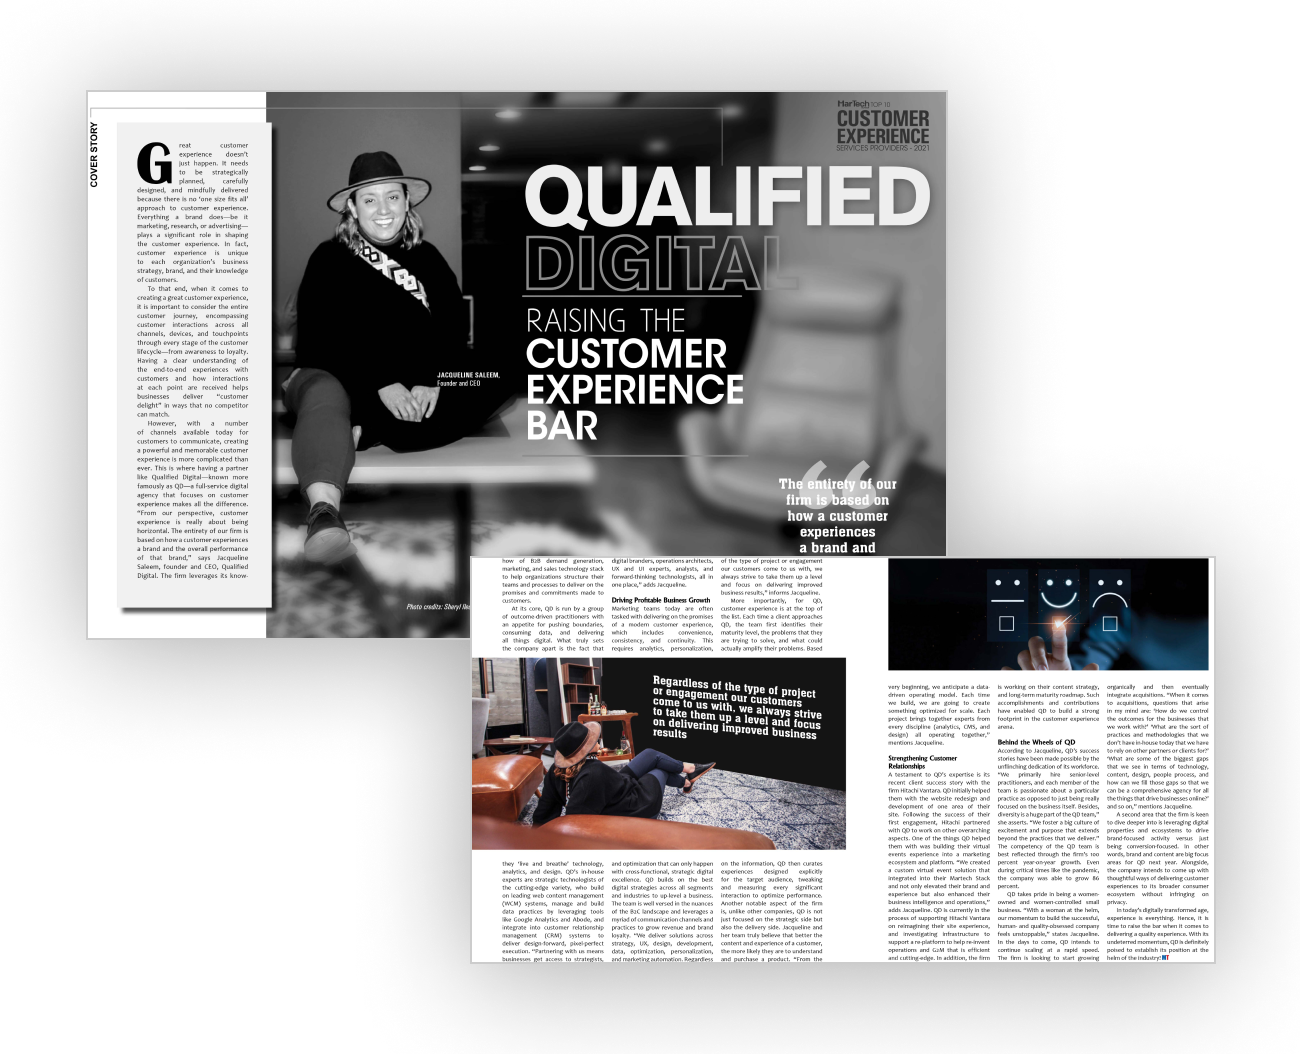 COVER STORY
Great customer
experience doesn't
just happen. It needs
to be strategically
planned, carefully
designed, and mindfully delivered
because there is no 'one size fits all'
approach to customer experience.
Everything a brand does—be it
marketing, research, or advertising—
plays a significant role in shaping
the customer experience. In fact,
customer experience is unique
to each organization's business
strategy, brand, and their knowledge
of customers.
To that end, when it comes to
creating a great customer experience,
it is important to consider the entire
customer journey, encompassing
customer interactions across all
channels, devices, and touchpoints
through every stage of the customer
lifecycle—from awareness to loyalty.
Having a clear understanding of
the end-to-end experiences with
customers and how interactions
at each point are received helps
businesses deliver "customer
delight" in ways that no competitor
can match.
However, with a number
of channels available today for
customers to communicate, creating
a powerful and memorable customer
experience is more complicated than
ever. This is where having a partner
like Qualified Digital—known more
famously as QD—a full-service digital
agency that focuses on customer
experience makes all the difference.
"From our perspective, customer
experience is really about being
horizontal. The entirety of our firm is
based on how a customer experiences
a brand and the overall performance
of that brand," says Jacqueline
Saleem, founder and CEO, Qualified
Digital. The firm leverages its know-
MarTech TOP 10
CUSTOMER
EXPERIENCE
SERVICES PROVIDERS - 2021
QUALIFIED
DIGITAL
RAISING THE
CUSTOMER
EXPERIENCE
BAR
JACQUELINE SALEEM,
Founder and CEO
“
The entirety of our
firm is based on
how a customer
experiences
a brand and
Photo credits: Sheryl
how of B2B demand generation,
marketing, and sales technology stack
to help organizations structure their
teams and processes to deliver on the
promises and commitments made to
customers.
At its core, QD is run by a group
of outcome-driven practitioners with
an appetite for pushing boundaries,
consuming data, and delivering
all things digital. What truly sets
the company apart is the fact that
digital branders, operations architects,
UX and UI experts, analysts, and
forward-thinking technologists, all in
one place," adds Jacqueline.
Driving Profitable Business Growth
Marketing teams today are often
tasked with delivering on the promises
of a modern customer experience,
which includes convenience,
consistency, and continuity. This
requires analytics, personalization,
of the type of project or engagement
our customers come to us with, we
always strive to take them up a level
and focus on delivering improved
business results," informs Jacqueline.
More importantly, for QD,
customer experience is at the top of
the list. Each time a client approaches
QD, the team first identifies their
maturity level, the problems that they
are trying to solve, and what could
actually amplify their problems. Based
Regardless of the type of project
or engagement our customers
come to us with, we always strive
to take them up a level and focus
on delivering improved business
results
they 'live and breathe' technology,
analytics, and design. QD's in-house
experts are strategic technologists of
the cutting-edge variety, who build
on leading web content management
(WCM) systems, manage and build
data practices by leveraging tools
like Google Analytics and Abode, and
integrate into customer relationship
management (CRM) systems to
deliver design-forward, pixel-perfect
execution. "Partnering with us means
businesses get access to strategists,
and optimization that can only happen
with cross-functional, strategic digital
excellence. QD builds on the best
digital strategies across all segments
and industries to up-level a business.
The team is well versed in the nuances
of the B2C landscape and leverages a
myriad of communication channels and
practices to grow revenue and brand
loyalty. "We deliver solutions across
strategy, UX, design, development,
data, optimization, personalization,
and marketing automation. Regardless
on the information, QD then curates
experiences designed explicitly
for the target audience, tweaking
and measuring every significant
interaction to optimize performance.
Another notable aspect of the firm
is, unlike other companies, QD is not
just focused on the strategic side but
also the delivery side. Jacqueline and
her team truly believe that better the
content and experience of a customer,
the more likely they are to understand
and purchase a product. "From the
very beginning, we anticipate a data-
driven operating model. Each time
we build, we are going to create
something optimized for scale. Each
project brings together experts from
every discipline (analytics, CMS, and
design) all operating together,"
mentions Jacqueline.
Strengthening Customer
Relationships
A testament to QD's expertise is its
recent client success story with the
firm Hitachi Vantara. QD initially helped
them with the website redesign and
development of one area of their
site. Following the success of their
first engagement, Hitachi partnered
with QD to work on other overarching
aspects. One of the things QD helped
them with was building their virtual
events experience into a marketing
ecosystem and platform. "We created
a custom virtual event solution that
integrated into their Martech Stack
and not only elevated their brand and
experience but also enhanced their
business intelligence and operations,"
adds Jacqueline. QD is currently in the
process of supporting Hitachi Vantara
on reimagining their site experience,
and investigating infrastructure to
support a re-platform to help re-invent
operations and G2M that is efficient
and cutting-edge. In addition, the firm
is working on their content strategy,
and long-term maturity roadmap. Such
accomplishments and contributions
have enabled QD to build a strong
footprint in the customer experience
arena.
Behind the Wheels of QD
According to Jacqueline, QD's success
stories have been made possible by the
unflinching dedication of its workforce.
"We primarily hire senior-level
practitioners, and each member of the
team is passionate about a particular
practice as opposed to just being really
focused on the business itself. Besides,
diversity is a huge part of the QD team,"
she asserts. "We foster a big culture of
excitement and purpose that extends
beyond the practices that we deliver."
The competency of the QD team is
best reflected through the firm's 100
percent year-on-year growth. Even
during critical times like the pandemic,
the company was able to grow 86
percent.
QD takes pride in being a women-
owned and women-controlled small
business. "With a woman at the helm,
our momentum to build the successful,
human- and quality-obsessed company
feels unstoppable," states Jacqueline.
In the days to come, QD intends to
continue scaling at a rapid speed.
The firm is looking to start growing
organically and then eventually
integrate acquisitions. "When it comes
to acquisitions, questions that arise
in my mind are: 'How do we control
the outcomes for the businesses that
we work with?' 'What are the sort of
practices and methodologies that we
don't have in-house today that we have
to rely on other partners or clients for?'
'What are some of the biggest gaps
that we see in terms of technology,
content, design, people process, and
how can we fill those gaps so that we
can be a comprehensive agency for all
the things that drive businesses online?'
and so on," mentions Jacqueline.
A second area that the firm is keen
to dive deeper into is leveraging digital
properties and ecosystems to drive
brand-focused activity versus just
being conversion-focused. In other
words, brand and content are big focus
areas for QD next year. Alongside,
the company intends to come up with
thoughtful ways of delivering customer
experiences to its broader consumer
ecosystem without infringing on
privacy.
In today's digitally transformed age,
experience is everything. Hence, it is
time to raise the bar when it comes to
delivering a quality experience. With its
undeterred momentum, QD is definitely
poised to establish its position at the
helm of the industry! MT